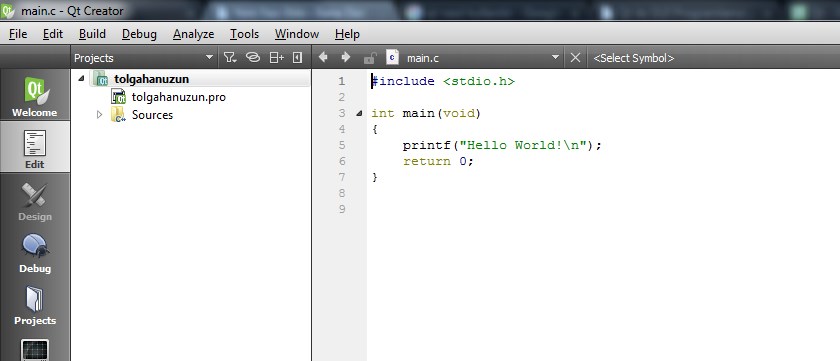 main.c - Qt Creator
File Edit Build Debug Analyze Tools Window Help
Projects
main.c
<Select Symbol>
Welcome
Edit
Design
Debug
Projects
tolgahanuzun
tolgahanuzun.pro
Sources
1 #include <stdio.h>
2
3 int main(void)
4 {
5 printf("Hello World!\n");
6 return 0;
7 }
8
9